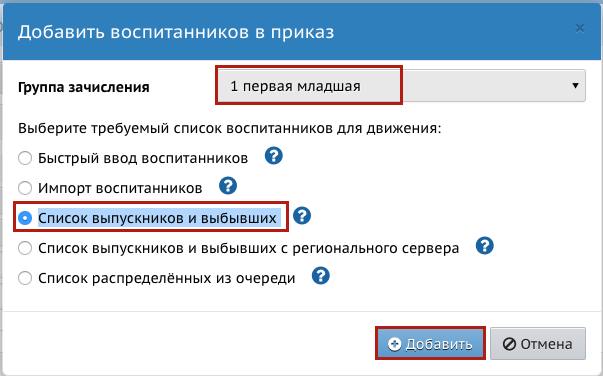 Добавить воспитанников в приказ ×
Группа зачисления 1 первая младшая
Выберите требуемый список воспитанников для движения:
Быстрый ввод воспитанников ?
Импорт воспитанников ?
Список выпускников и выбывших ?
Список выпускников и выбывших с регионального сервера ?
Список распределённых из очереди ?
Добавить Отмена